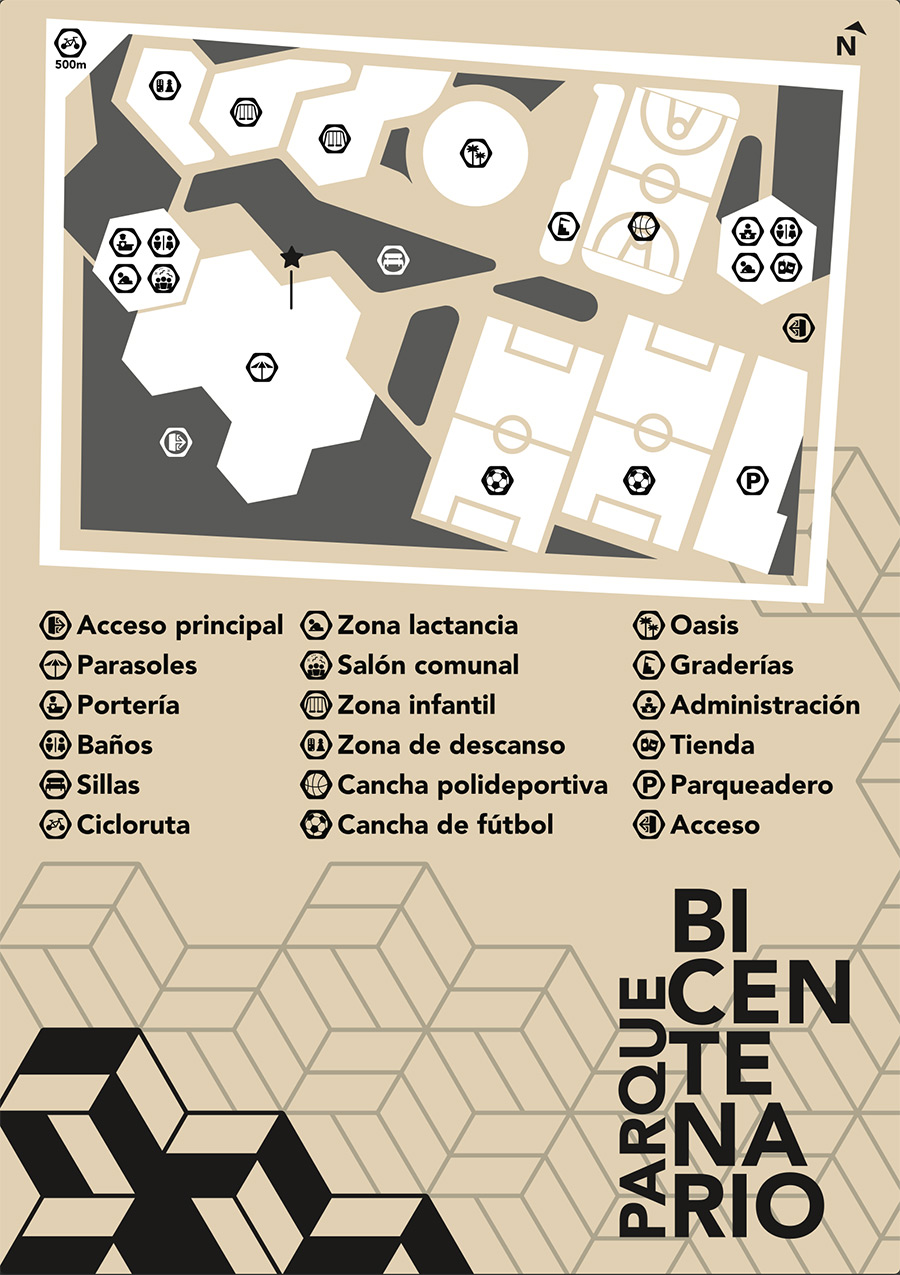 500m
N
P
Acceso principal
Parasoles
Portería
Baños
Sillas
Cicloruta
Zona lactancia
Salón comunal
Zona infantil
Zona de descanso
Cancha polideportiva
Cancha de fútbol
Oasis
Graderías
Administración
Tienda
P Parqueadero
Acceso
PARQUE
BI
CEN
TE
NA
RIO